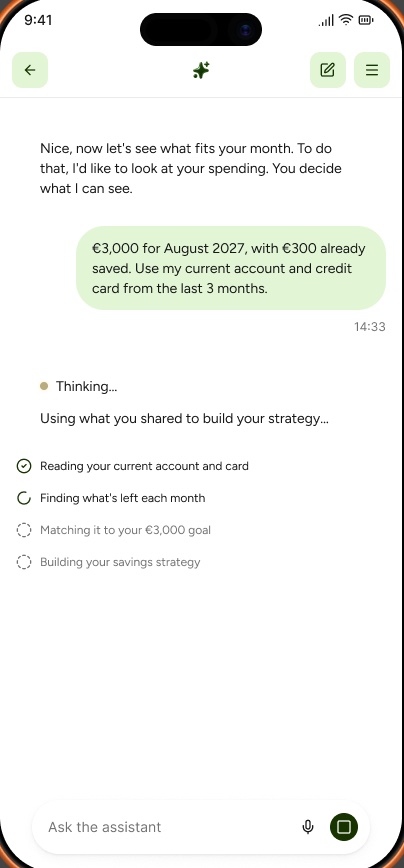 9:41
Nice, now let's see what fits your month. To do
that, I'd like to look at your spending. You decide
what I can see.
€3,000 for August 2027, with €300 already
saved. Use my current account and credit
card from the last 3 months.
14:33
Thinking...
Using what you shared to build your strategy...
Reading your current account and card
Finding what's left each month
Matching it to your €3,000 goal
Building your savings strategy
Ask the assistant